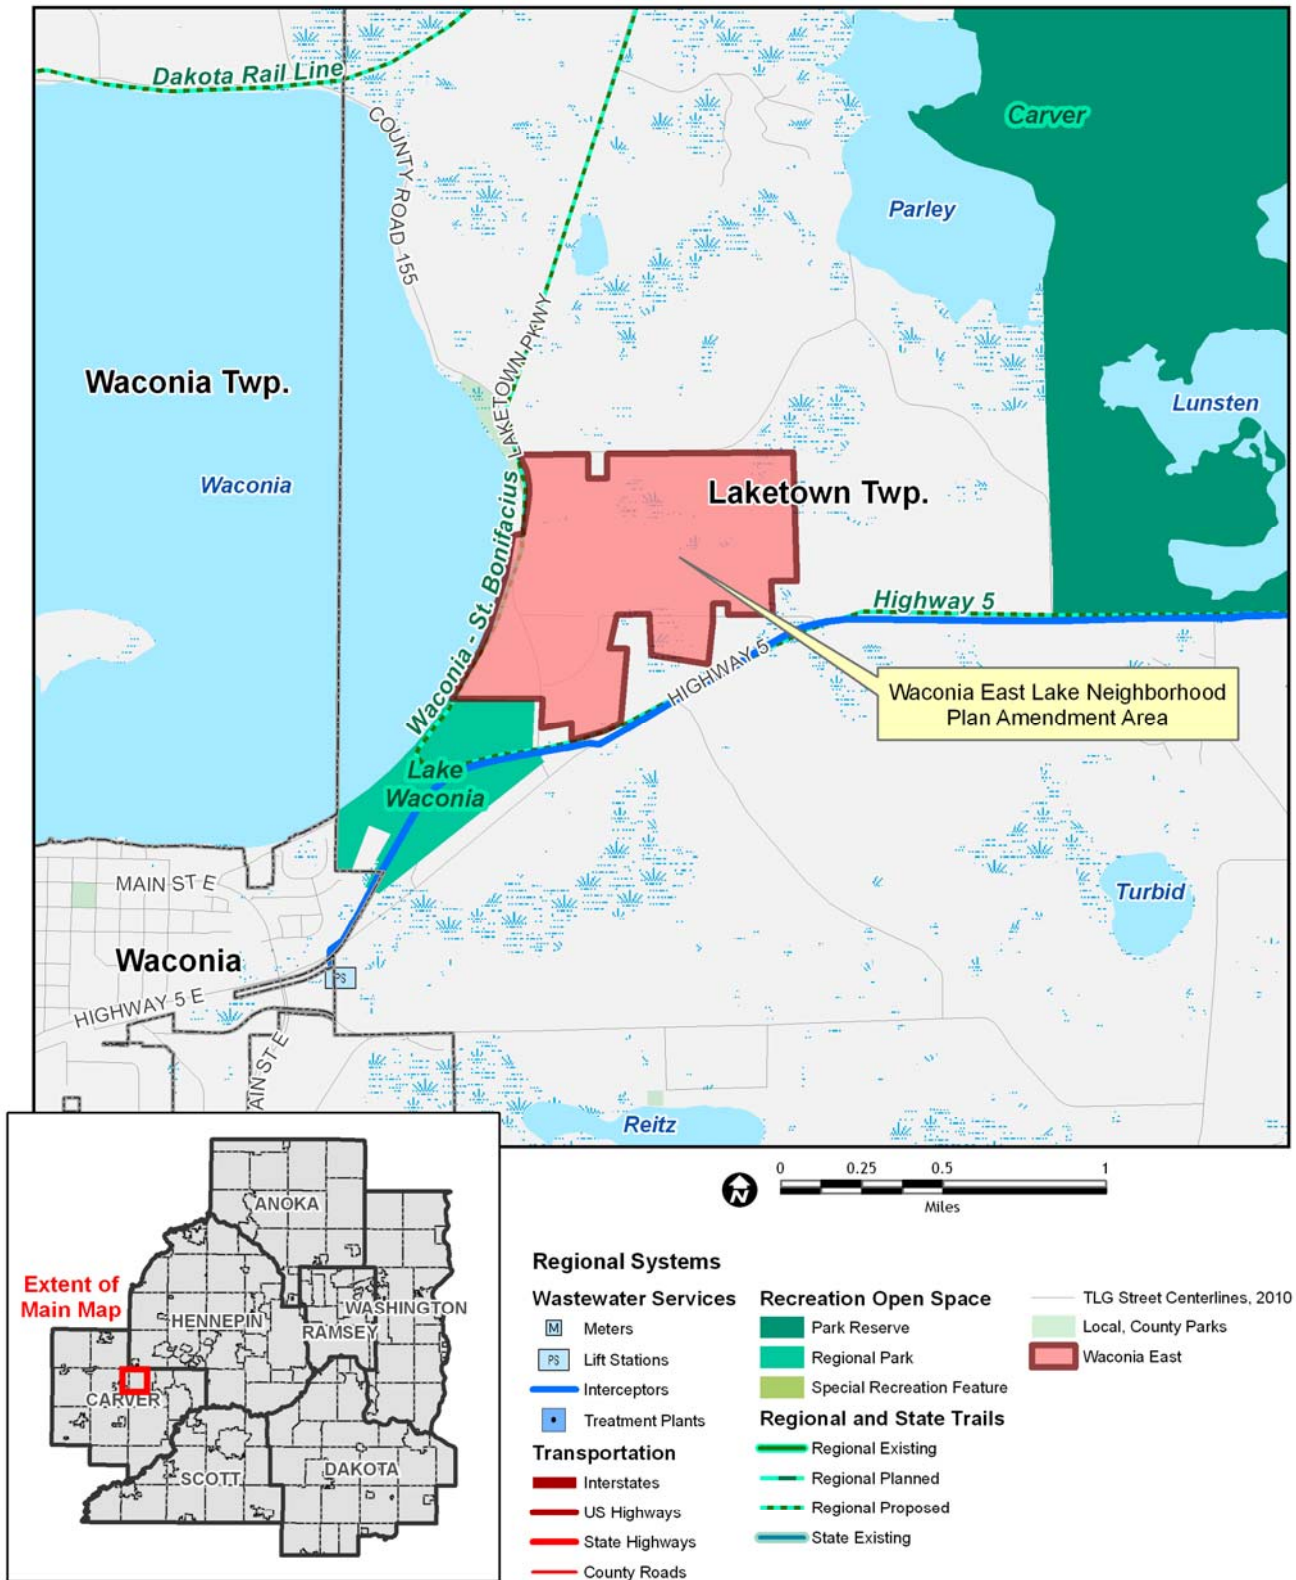 Dakota Rail Line
COUNTY ROAD 155
Carver
Parley
LAKETOWN PKWY
Waconia Twp.
Lunsten
Waconia
Laketown Twp.
Waconia - St. Bonifacius
Highway 5
HIGHWAY 5
Waconia East Lake Neighborhood
Plan Amendment Area
Lake
Waconia
MAIN ST E
Turbid
Waconia
PS
HIGHWAY 5 E
AIN ST E
Reitz
0 0.25 0.5 1
Miles
N
ANOKA
Extent of
Main Map
HENNEPIN
WASHINGTON
RAMSEY
CARVER
SCOTT
DAKOTA
Regional Systems
Wastewater Services
M Meters
PS Lift Stations
Interceptors
Treatment Plants
Transportation
Interstates
US Highways
State Highways
County Roads
Recreation Open Space
Park Reserve
Regional Park
Special Recreation Feature
Regional and State Trails
Regional Existing
Regional Planned
Regional Proposed
State Existing
TLG Street Centerlines, 2010
Local, County Parks
Waconia East